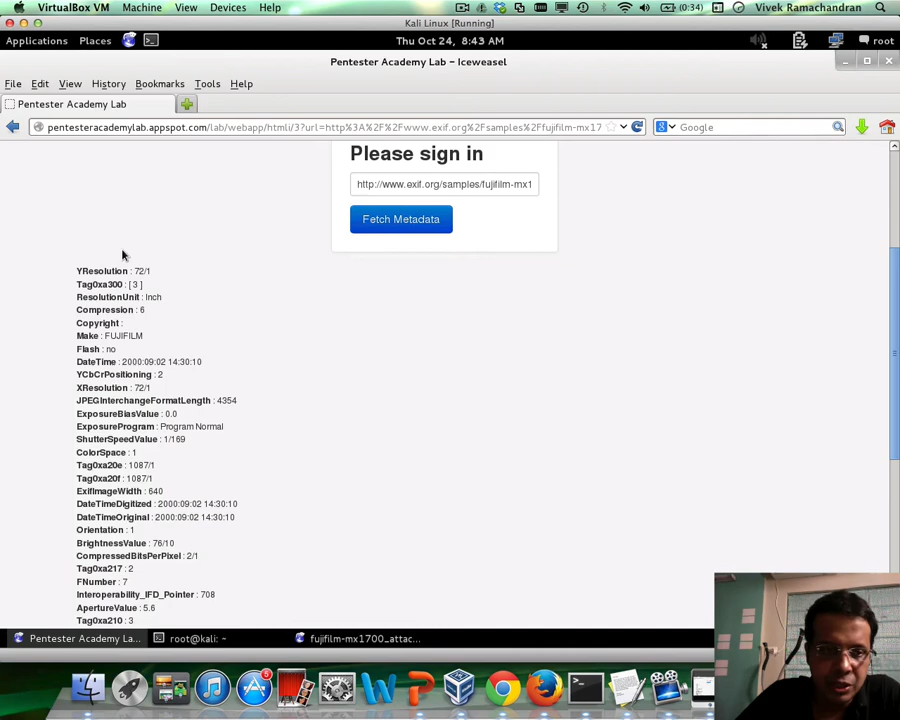 VirtualBox VM Machine View Devices Help (0:34) Vivek Ramachandran
Kali Linux [Running]
Applications Places Thu Oct 24, 8:43 AM root
Pentester Academy Lab – Iceweasel
File Edit View History Bookmarks Tools Help
Pentester Academy Lab
pentesteracademylab.appspot.com/lab/webapp/htmli/3?url=http%3A%2F%2Fwww.exif.org%2Fsamples%2Ffujifilm-mx17 Google
Please sign in
http://www.exif.org/samples/fujifilm-mx1
Fetch Metadata
YResolution : 72/1
Tag0xa300 : [ 3 ]
ResolutionUnit : Inch
Compression : 6
Copyright :
Make : FUJIFILM
Flash : no
DateTime : 2000:09:02 14:30:10
YCbCrPositioning : 2
XResolution : 72/1
JPEGInterchangeFormatLength : 4354
ExposureBiasValue : 0.0
ExposureProgram : Program Normal
ShutterSpeedValue : 1/169
ColorSpace : 1
Tag0xa20e : 1087/1
Tag0xa20f : 1087/1
ExifImageWidth : 640
DateTimeDigitized : 2000:09:02 14:30:10
DateTimeOriginal : 2000:09:02 14:30:10
Orientation : 1
BrightnessValue : 76/10
CompressedBitsPerPixel : 2/1
Tag0xa217 : 2
FNumber : 7
Interoperability_IFD_Pointer : 708
ApertureValue : 5.6
Tag0xa210 : 3
Pentester Academy La... root@kali: ~ fujifilm-mx1700_attac...